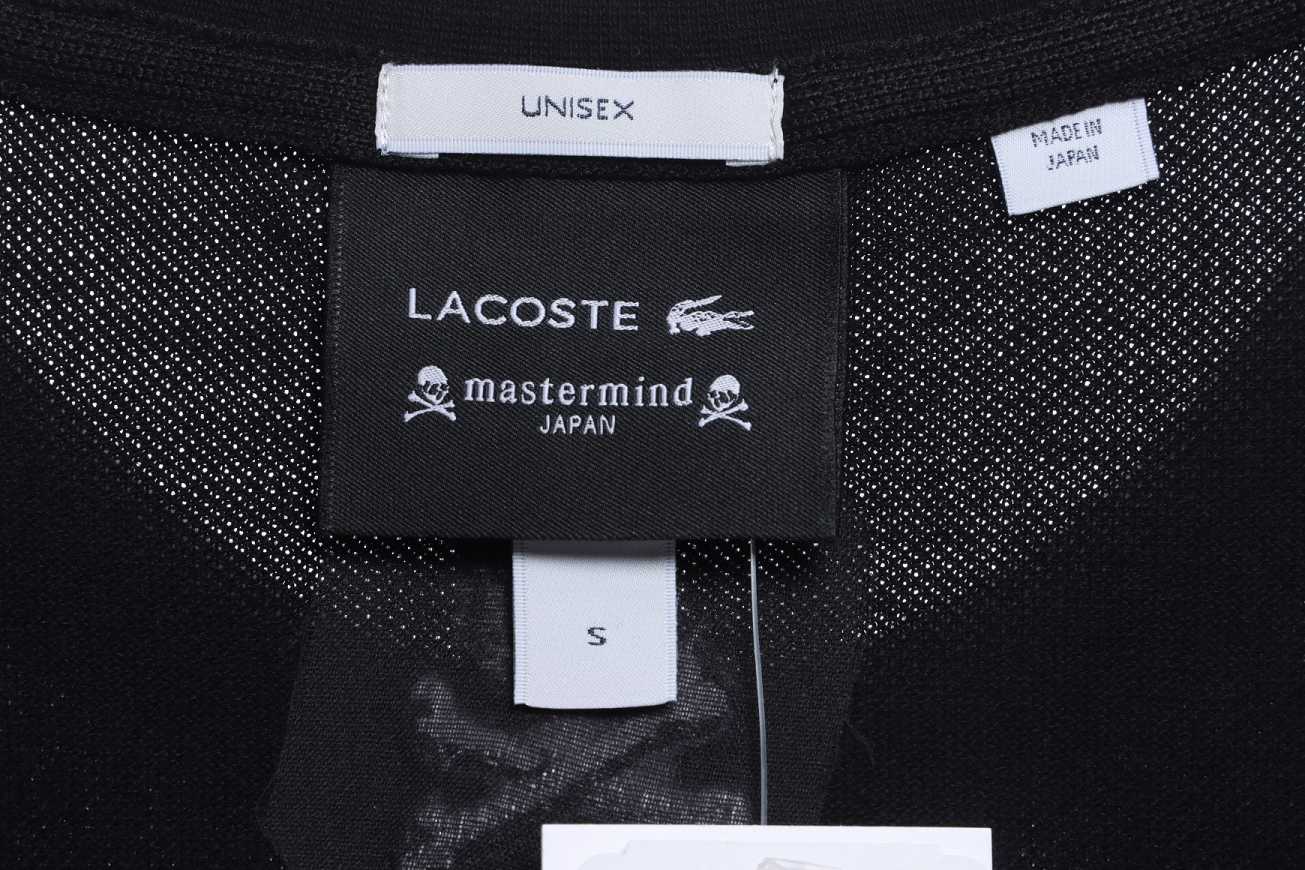 UNISEX
MADE IN
JAPAN
LACOSTE
mastermind
JAPAN
S